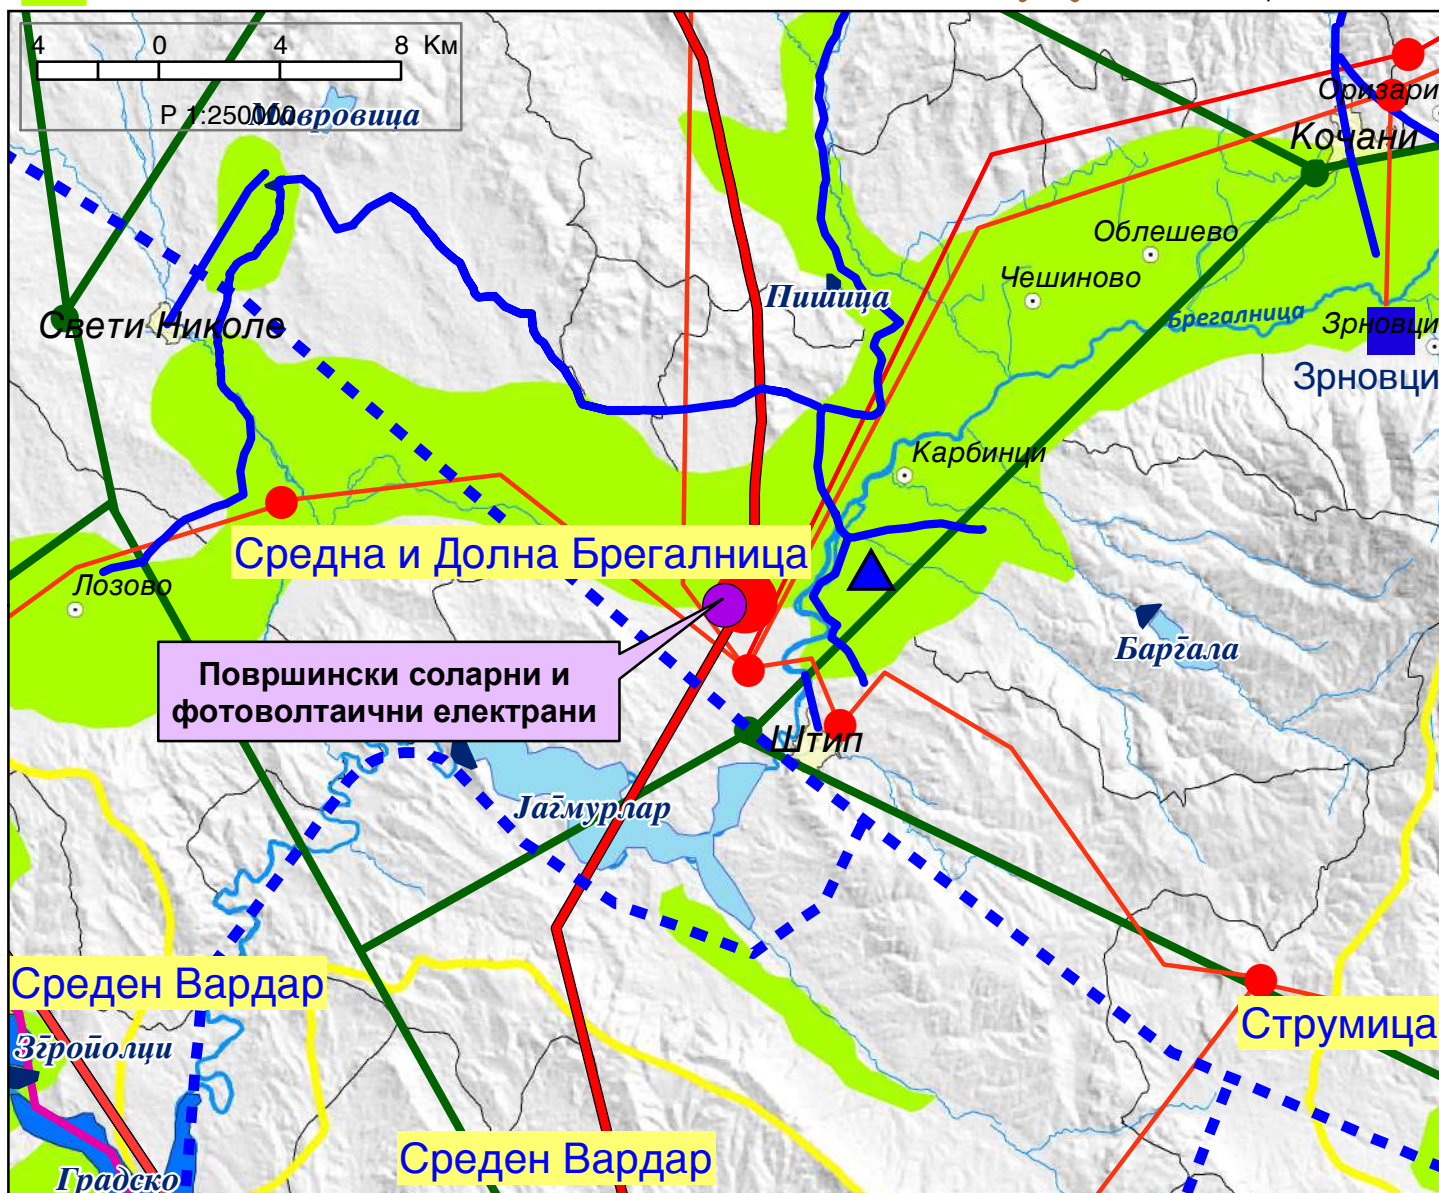 4 0 4 8 Км
Р 1:250000
Мавровица
Оризари
Кочани
Облешево
Чешиново
Пишица
Брегалница
Зрновци
Зрновци
Свети Николе
Карбинци
Средна и Долна Брегалница
Лозово
Баргала
Површински соларни и
фотоволтаични електрани
Штип
Јагмурлар
Среден Вардар
Струмица
Згрополци
Среден Вардар
Градско